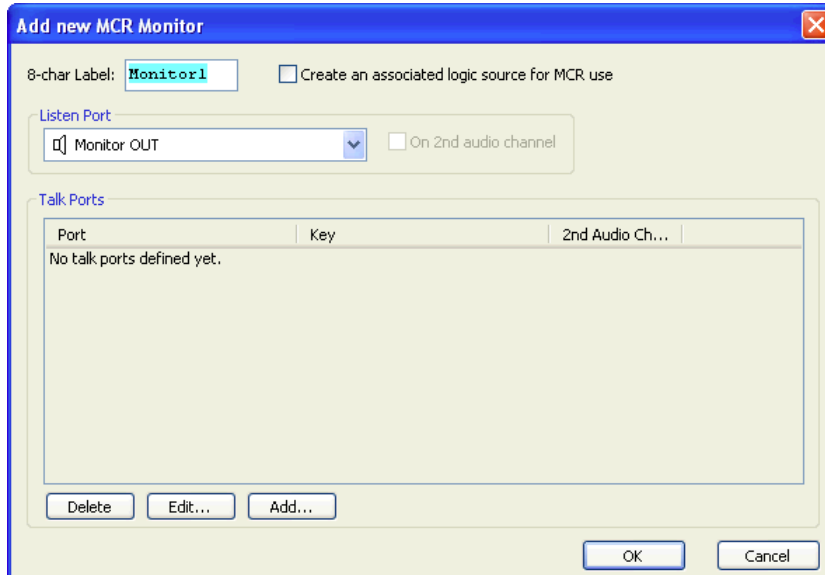 Add new MCR Monitor
8-char Label: Monitor1 Create an associated logic source for MCR use
Listen Port
Monitor OUT On 2nd audio channel
Talk Ports
Port Key 2nd Audio Ch...
No talk ports defined yet.
Delete Edit... Add...
OK Cancel